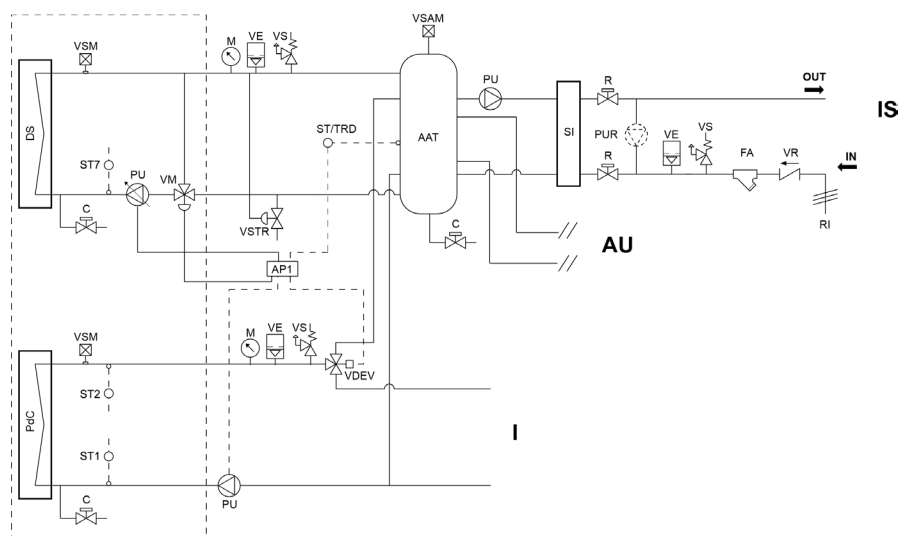 VSAM
VSM
M
VE
VS
PU
R
OUT
IS
DS
ST/TRD
AAT
SI
PUR
VE
VS
FA
VR
IN
ST7
PU
VM
R
C
VSTR
C
RI
AU
AP1
VSM
M
VE
VS
VDEV
ST2
PdC
I
ST1
C
PU